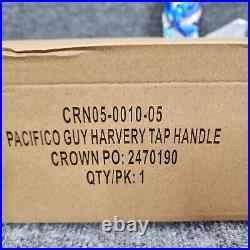 CRN05-0010-05
PACIFICO GUY HARVERY TAP HANDLE
CROWN PO: 2470190
QTY/PK: 1